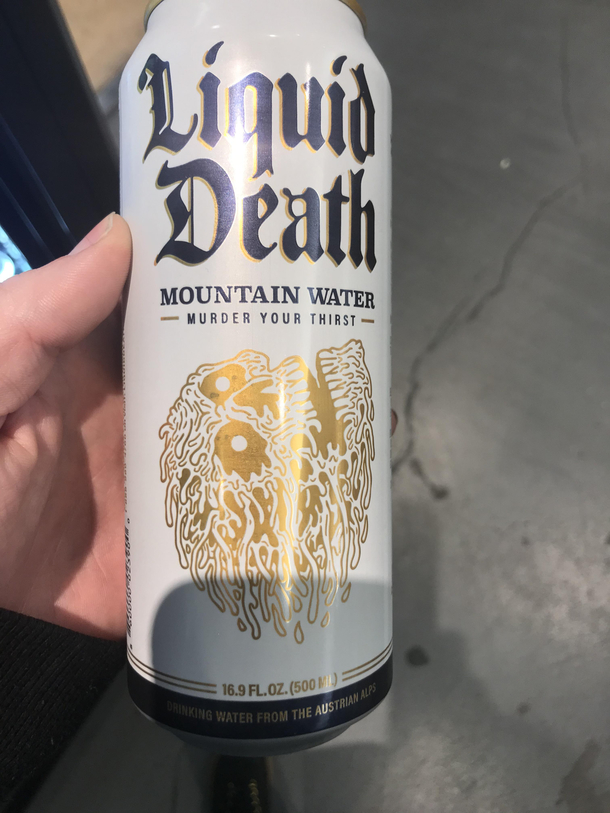 Liquid
Death
MOUNTAIN WATER
MURDER YOUR THIRST
16.9 FL.OZ. (500 ML)
DRINKING WATER FROM THE AUSTRIAN ALPS